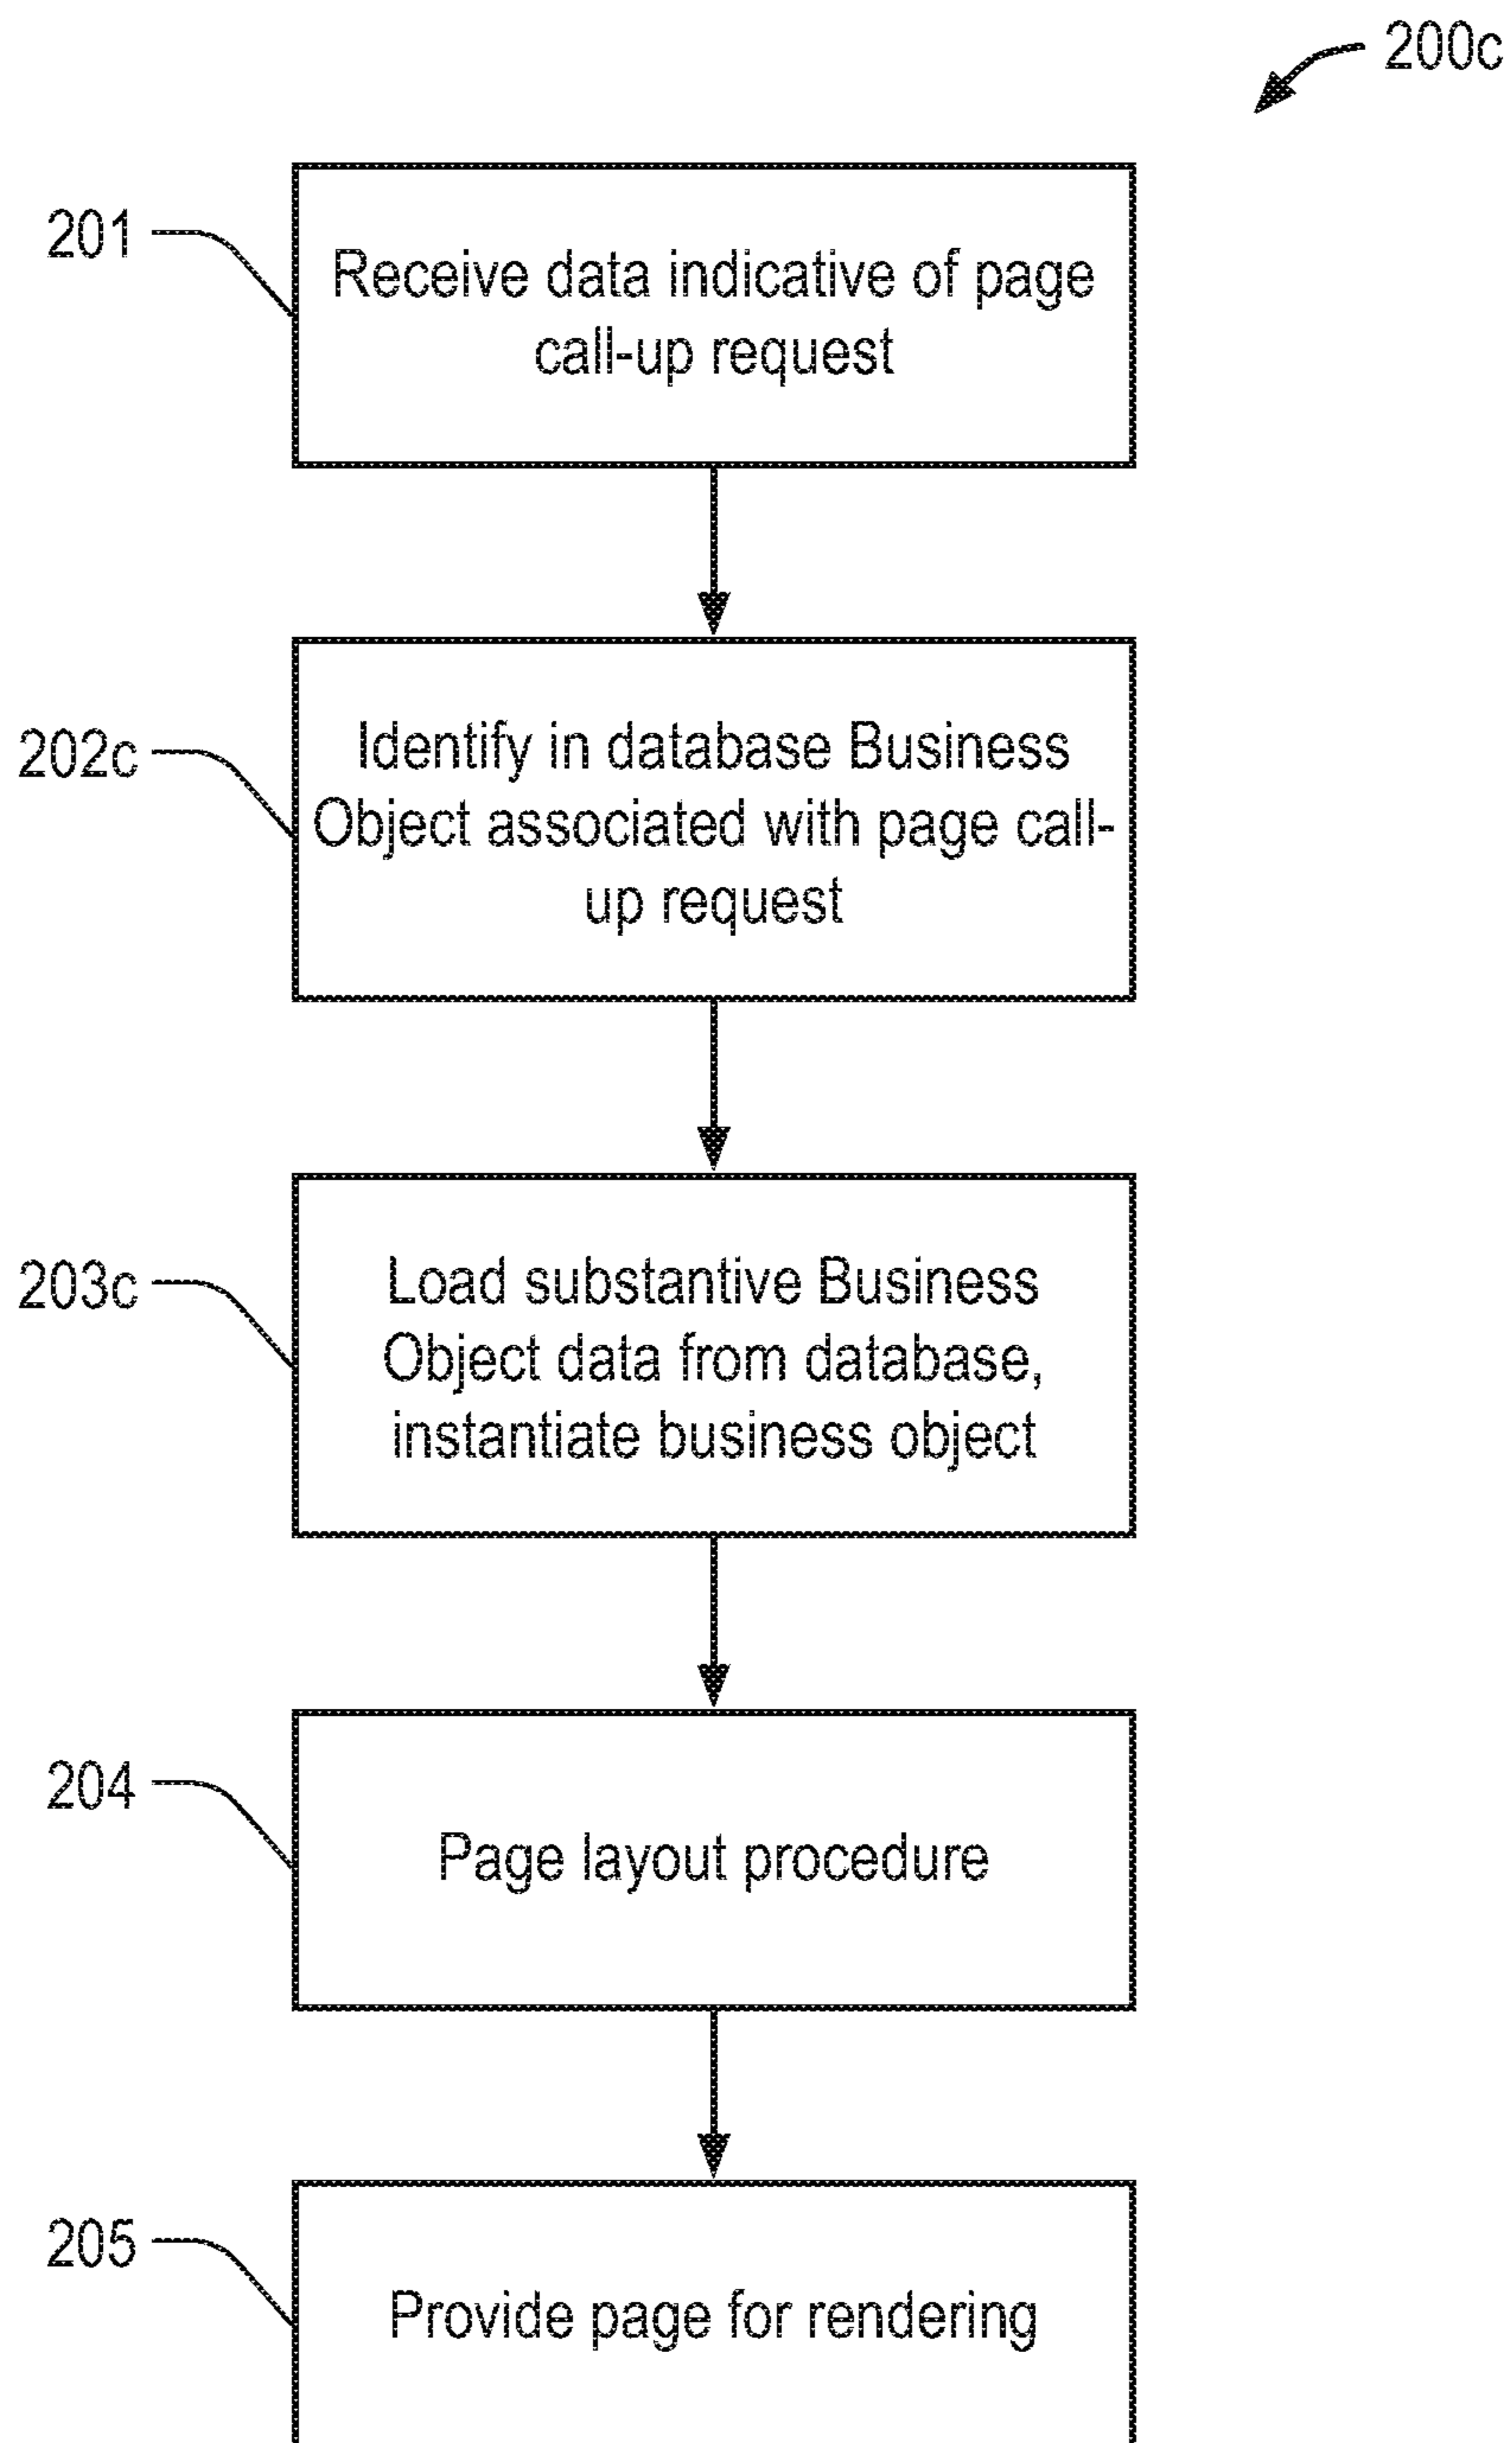 200c
201
Receive data indicative of page
call-up request
202c
Identify in database Business
Object associated with page call-
up request
203c
Load substantive Business
Object data from database,
instantiate business object
204
Page layout procedure
205
Provide page for rendering